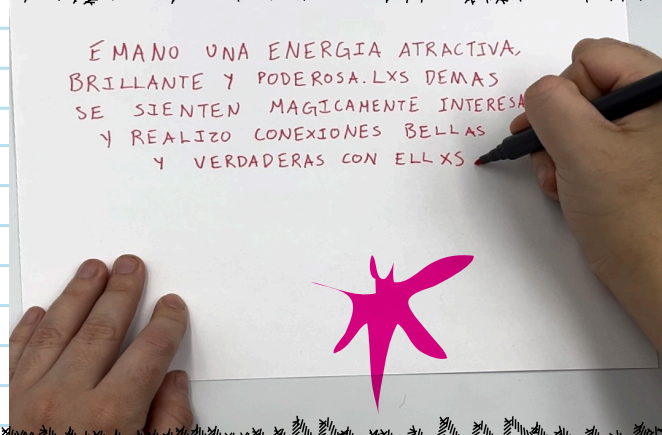 EMANO UNA ENERGIA ATRACTIVA,
BRILLANTE Y PODEROSA. LXS DEMAS
SE SIENTEN MAGICAMENTE INTERESA
Y REALIZO CONEXIONES BELLAS
Y VERDADERAS CON ELLXS